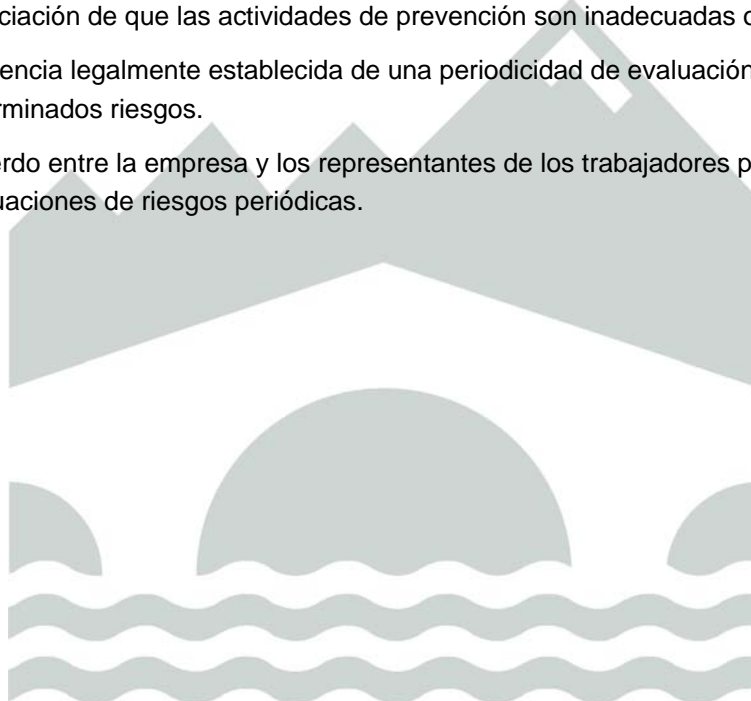 ciación de que las actividades de prevención son inadecuadas
encia legalmente establecida de una periodicidad de evaluación
rminados riesgos.
erdo entre la empresa y los representantes de los trabajadores p
uaciones de riesgos periódicas.